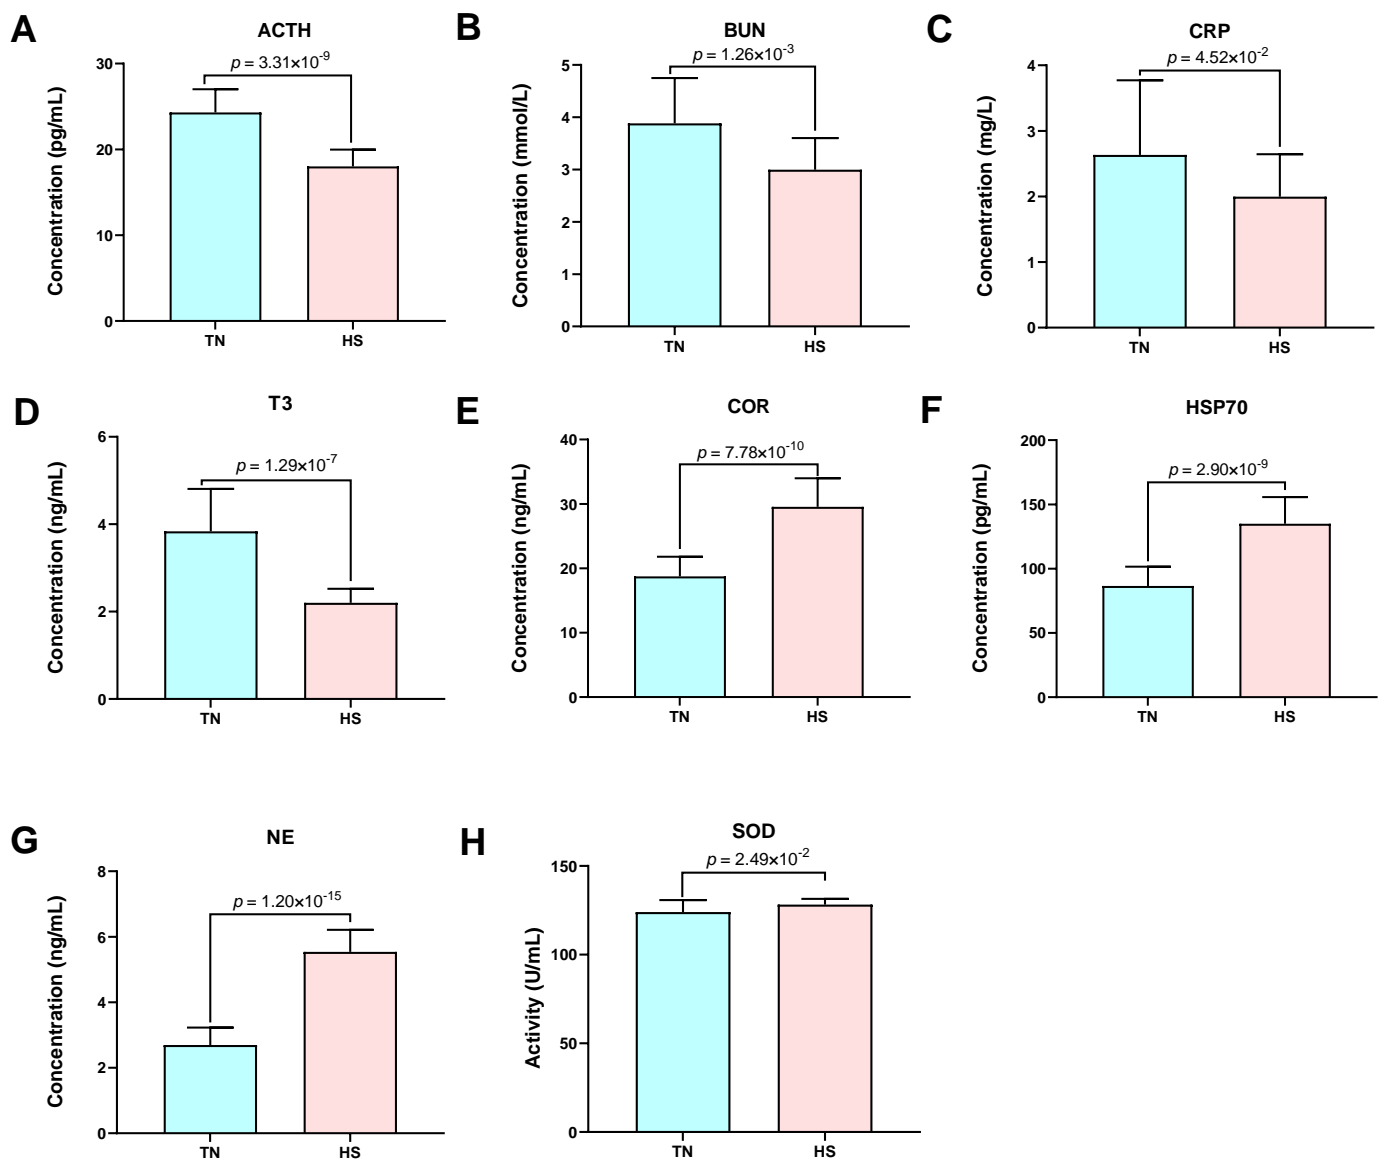 A
ACTH
p = 3.31×10-9
Concentration (pg/mL)
30
20
10
0
TN HS
B
BUN
p = 1.26×10-3
Concentration (mmol/L)
5
4
3
2
1
0
TN HS
C
CRP
p = 4.52×10-2
Concentration (mg/L)
4
3
2
1
0
TN HS
D
T3
p = 1.29×10-7
Concentration (ng/mL)
6
4
2
0
TN HS
E
COR
p = 7.78×10-10
Concentration (ng/mL)
40
30
20
10
0
TN HS
F
HSP70
p = 2.90×10-9
Concentration (pg/mL)
200
150
100
50
0
TN HS
G
NE
p = 1.20×10-15
Concentration (ng/mL)
8
6
4
2
0
TN HS
H
SOD
p = 2.49×10-2
Activity (U/mL)
150
100
50
0
TN HS